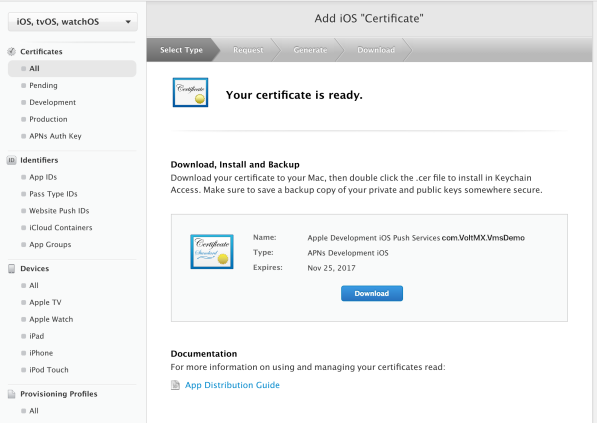 iOS, tvOS, watchOS
Certificates
All
Pending
Development
Production
APNs Auth Key
Identifiers
App IDs
Pass Type IDs
Website Push IDs
iCloud Containers
App Groups
Devices
All
Apple TV
Apple Watch
iPad
iPhone
iPod Touch
Provisioning Profiles
All
Add iOS "Certificate"
Select Type
Request
Generate
Download
Certificate
Your certificate is ready.
Download, Install and Backup
Download your certificate to your Mac, then double click the .cer file to install in Keychain
Access. Make sure to save a backup copy of your private and public keys somewhere secure.
Certificate
Standard
Name: Apple Development iOS Push Services com.VoltMX.VmsDemo
Type: APNs Development iOS
Expires: Nov 25, 2017
Download
Documentation
For more information on using and managing your certificates read:
App Distribution Guide